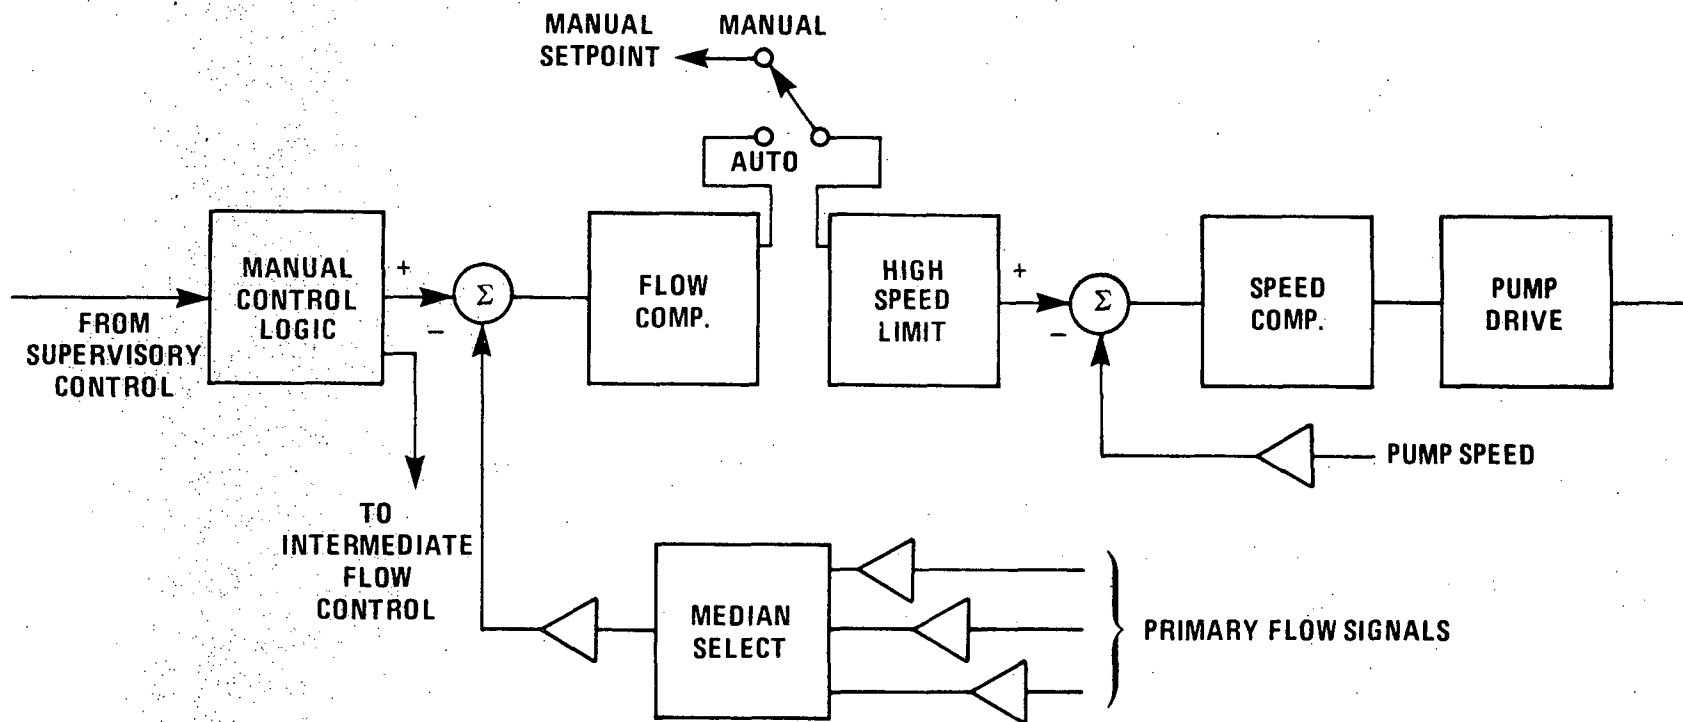 MANUAL
SETPOINT
MANUAL
AUTO
FROM
SUPERVISORY
CONTROL
MANUAL
CONTROL
LOGIC
+
−
Σ
TO
INTERMEDIATE
FLOW
CONTROL
FLOW
COMP.
HIGH
SPEED
LIMIT
+
−
Σ
SPEED
COMP.
PUMP
DRIVE
PUMP SPEED
MEDIAN
SELECT
PRIMARY FLOW SIGNALS